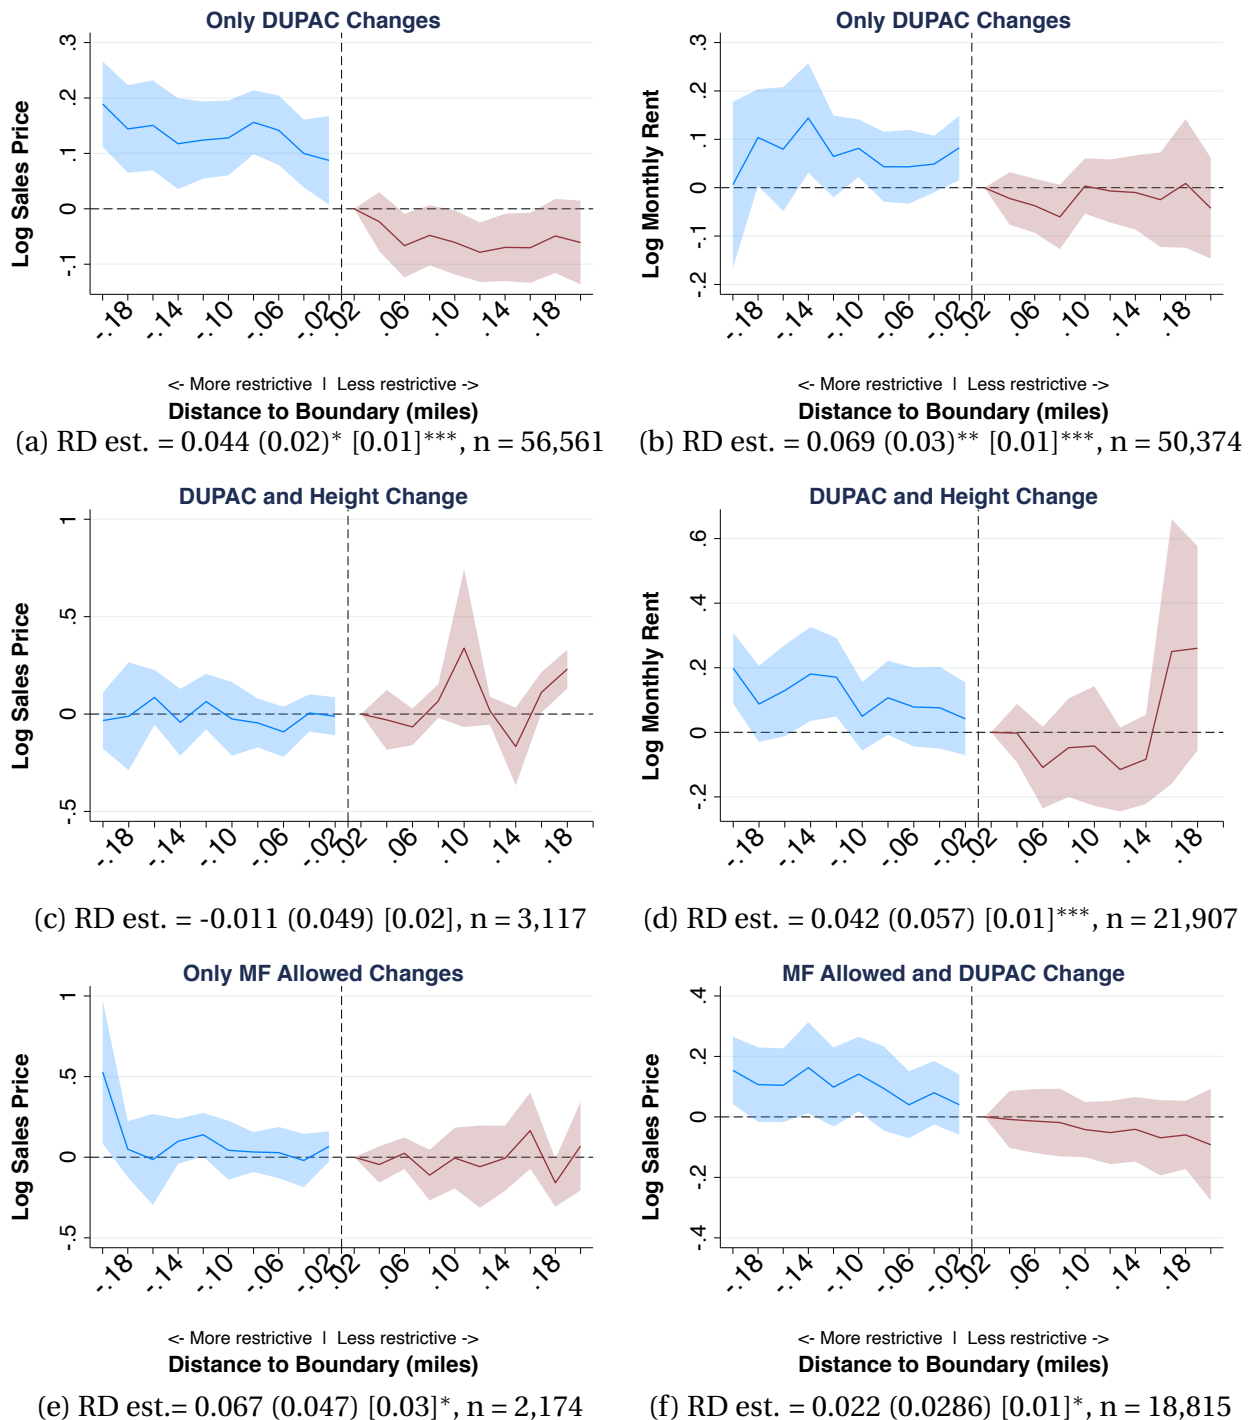 Only DUPAC Changes
Log Sales Price
.3
.2
.1
0
-.1
-.18 -.14 -.10 -.06 -.02 .02 .06 .10 .14 .18
<- More restrictive | Less restrictive ->
Distance to Boundary (miles)
(a) RD est. = 0.044 (0.02)* [0.01]***, n = 56,561
Only DUPAC Changes
Log Monthly Rent
.3
.2
.1
0
-.1
-.2
-.18 -.14 -.10 -.06 -.02 .02 .06 .10 .14 .18
<- More restrictive | Less restrictive ->
Distance to Boundary (miles)
(b) RD est. = 0.069 (0.03)** [0.01]***, n = 50,374
DUPAC and Height Change
Log Sales Price
1
.5
0
-.5
-.18 -.14 -.10 -.06 -.02 .02 .06 .10 .14 .18
(c) RD est. = -0.011 (0.049) [0.02], n = 3,117
DUPAC and Height Change
Log Monthly Rent
.6
.4
.2
0
-.2
-.18 -.14 -.10 -.06 -.02 .02 .06 .10 .14 .18
(d) RD est. = 0.042 (0.057) [0.01]***, n = 21,907
Only MF Allowed Changes
Log Sales Price
1
.5
0
-.5
-.18 -.14 -.10 -.06 -.02 .02 .06 .10 .14 .18
<- More restrictive | Less restrictive ->
Distance to Boundary (miles)
(e) RD est.= 0.067 (0.047) [0.03]*, n = 2,174
MF Allowed and DUPAC Change
Log Sales Price
.4
.2
0
-.2
-.4
-.18 -.14 -.10 -.06 -.02 .02 .06 .10 .14 .18
<- More restrictive | Less restrictive ->
Distance to Boundary (miles)
(f) RD est. = 0.022 (0.0286) [0.01]*, n = 18,815